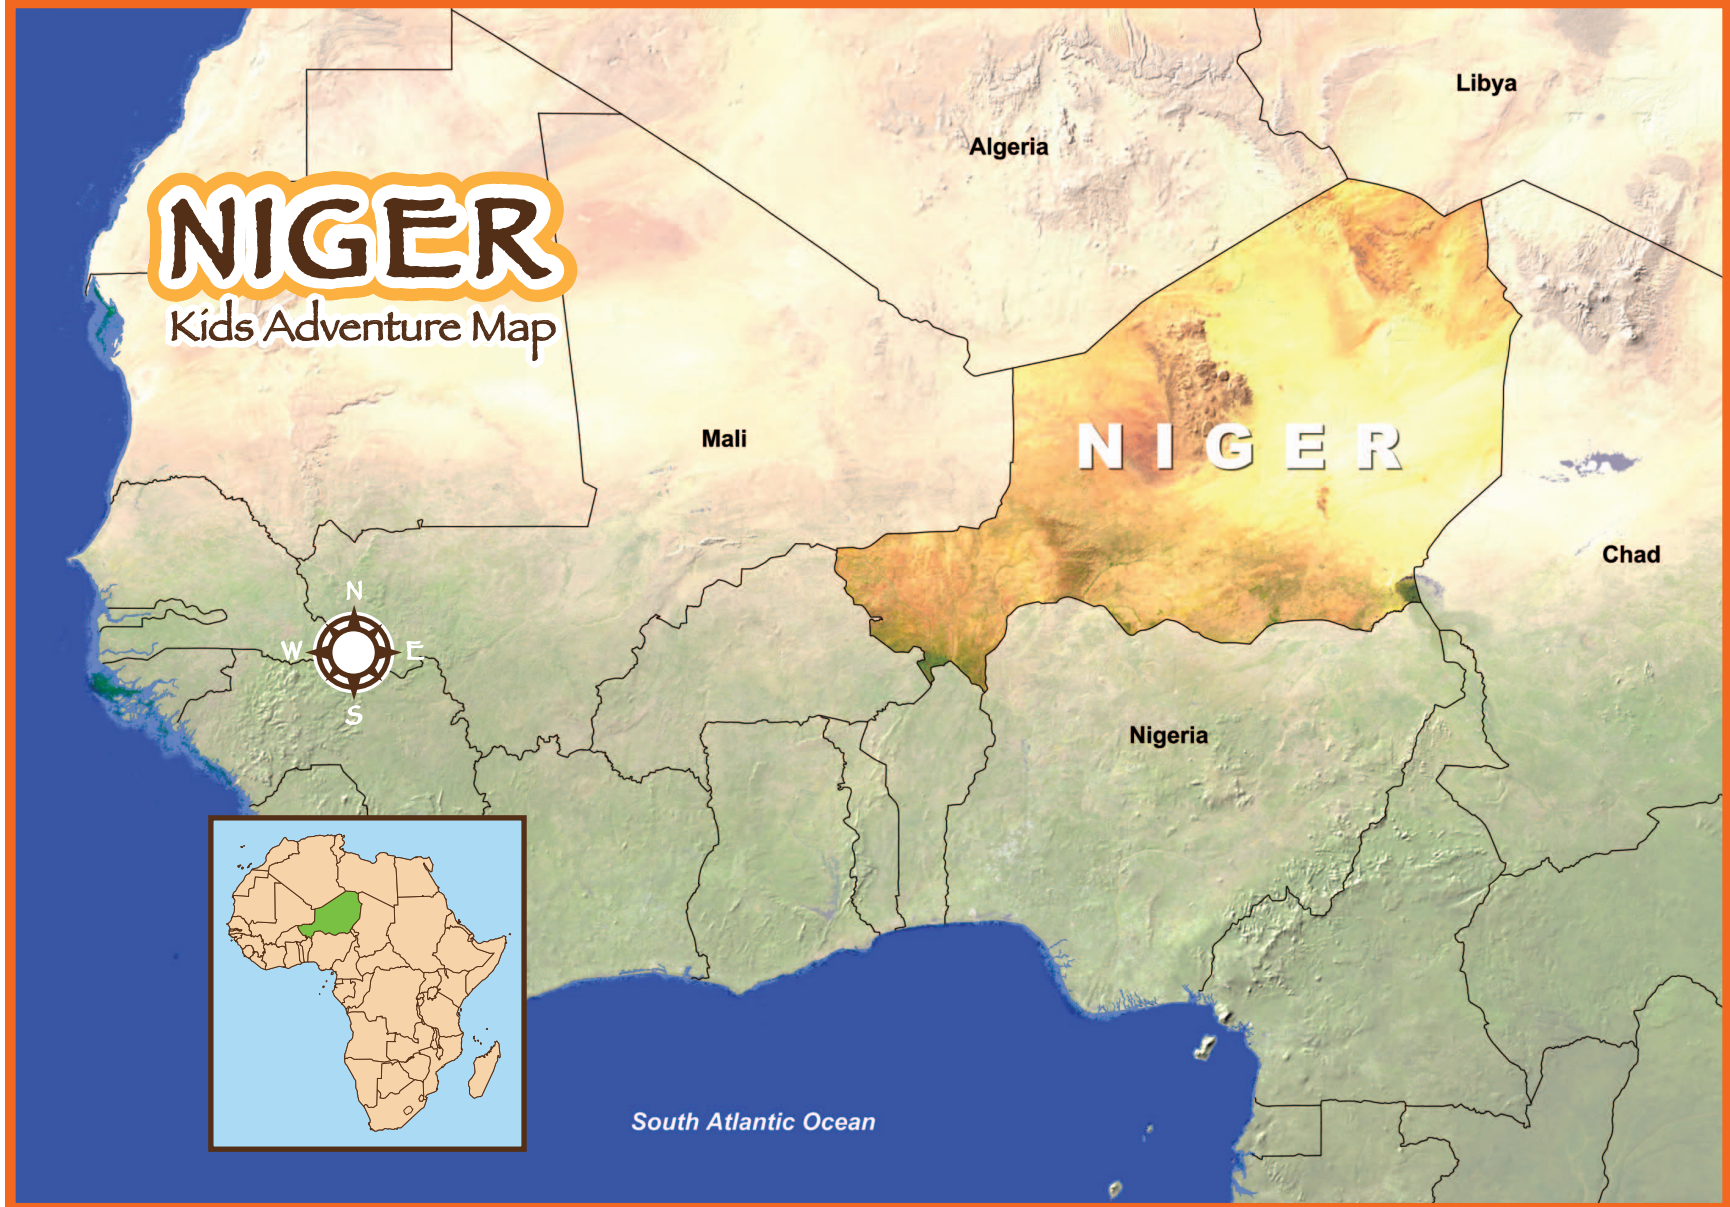 Libya
Algeria
NIGER
Kids Adventure Map
Mali
NIGER
Chad
N
W E
S
Nigeria
South Atlantic Ocean